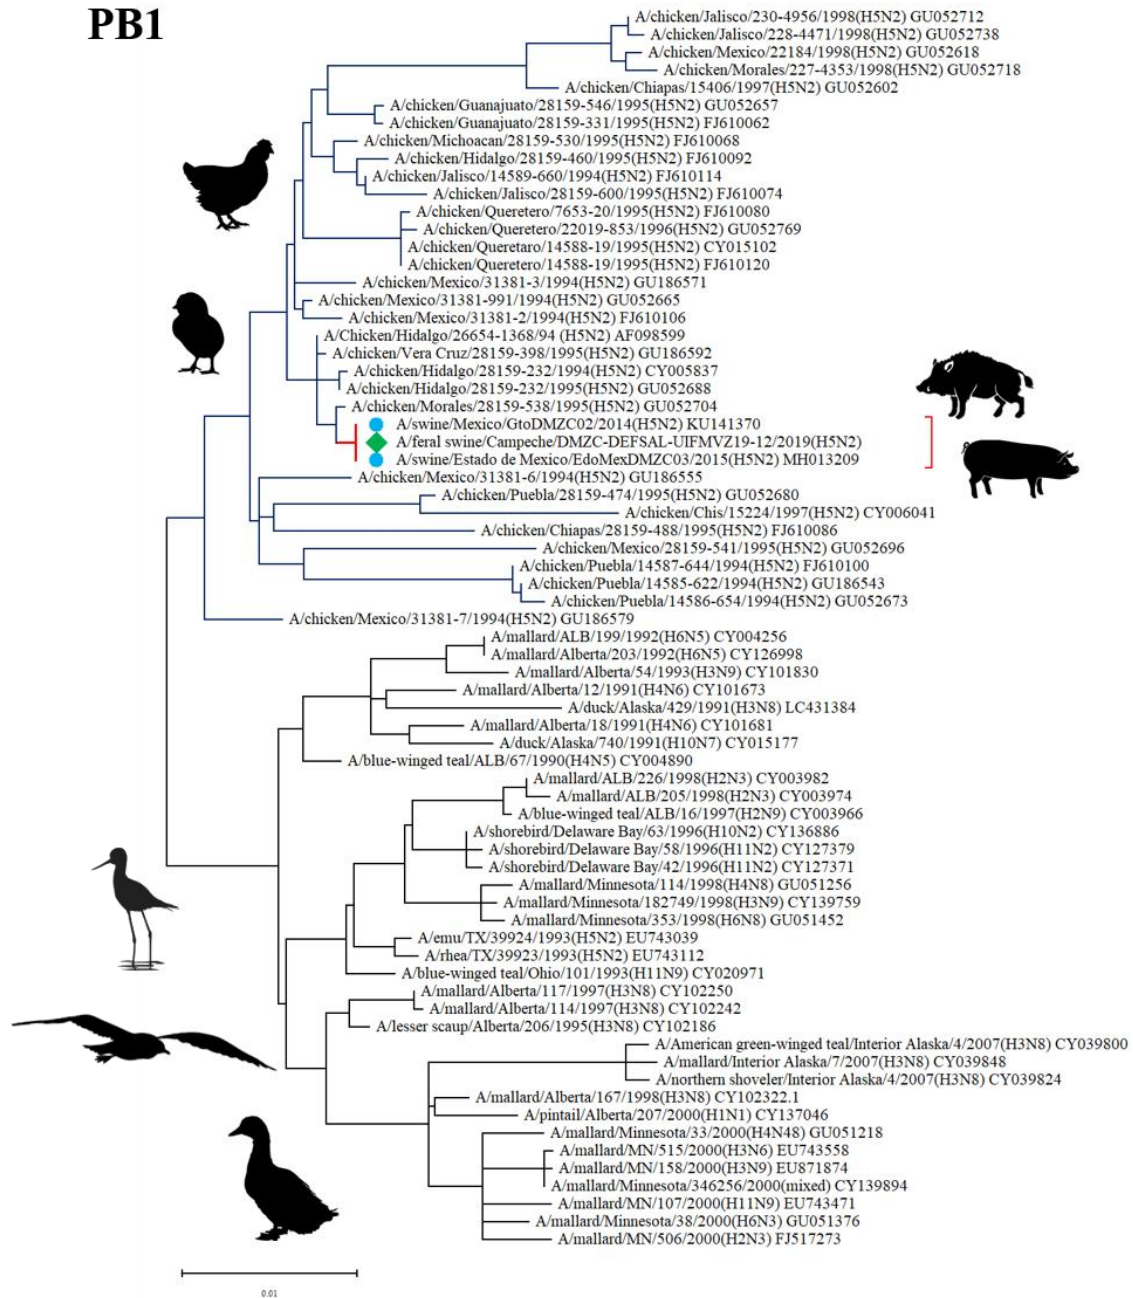 PB1
A/chicken/Jalisco/230-4956/1998(H5N2) GU052712
A/chicken/Jalisco/228-4471/1998(H5N2) GU052738
A/chicken/Mexico/22184/1998(H5N2) GU052618
A/chicken/Morales/227-4353/1998(H5N2) GU052718
A/chicken/Chiapas/15406/1997(H5N2) GU052602
A/chicken/Guanajuato/28159-546/1995(H5N2) GU052657
A/chicken/Guanajuato/28159-331/1995(H5N2) FJ610062
A/chicken/Michoacan/28159-530/1995(H5N2) FJ610068
A/chicken/Hidalgo/28159-460/1995(H5N2) FJ610092
A/chicken/Jalisco/14589-660/1994(H5N2) FJ610114
A/chicken/Jalisco/28159-600/1995(H5N2) FJ610074
A/chicken/Queretero/7653-20/1995(H5N2) FJ610080
A/chicken/Queretero/22019-853/1996(H5N2) GU052769
A/chicken/Queretaro/14588-19/1995(H5N2) CY015102
A/chicken/Queretero/14588-19/1995(H5N2) FJ610120
A/chicken/Mexico/31381-3/1994(H5N2) GU186571
A/chicken/Mexico/31381-991/1994(H5N2) GU052665
A/chicken/Mexico/31381-2/1994(H5N2) FJ610106
A/Chicken/Hidalgo/26654-1368/94 (H5N2) AF098599
A/chicken/Vera Cruz/28159-398/1995(H5N2) GU186592
A/chicken/Hidalgo/28159-232/1994(H5N2) CY005837
A/chicken/Hidalgo/28159-232/1995(H5N2) GU052688
A/chicken/Morales/28159-538/1995(H5N2) GU052704
A/swine/Mexico/GtoDMZC02/2014(H5N2) KU141370
A/feral swine/Campeche/DMZC-DEFSAL-UIFMVZ19-12/2019(H5N2)
A/swine/Estado de Mexico/EdoMexDMZC03/2015(H5N2) MH013209
A/chicken/Mexico/31381-6/1994(H5N2) GU186555
A/chicken/Puebla/28159-474/1995(H5N2) GU052680
A/chicken/Chis/15224/1997(H5N2) CY006041
A/chicken/Chiapas/28159-488/1995(H5N2) FJ610086
A/chicken/Mexico/28159-541/1995(H5N2) GU052696
A/chicken/Puebla/14587-644/1994(H5N2) FJ610100
A/chicken/Puebla/14585-622/1994(H5N2) GU186543
A/chicken/Puebla/14586-654/1994(H5N2) GU052673
A/chicken/Mexico/31381-7/1994(H5N2) GU186579
A/mallard/ALB/199/1992(H6N5) CY004256
A/mallard/Alberta/203/1992(H6N5) CY126998
A/mallard/Alberta/54/1993(H3N9) CY101830
A/mallard/Alberta/12/1991(H4N6) CY101673
A/duck/Alaska/429/1991(H3N8) LC431384
A/mallard/Alberta/18/1991(H4N6) CY101681
A/duck/Alaska/740/1991(H10N7) CY015177
A/blue-winged teal/ALB/67/1990(H4N5) CY004890
A/mallard/ALB/226/1998(H2N3) CY003982
A/mallard/ALB/205/1998(H2N3) CY003974
A/blue-winged teal/ALB/16/1997(H2N9) CY003966
A/shorebird/Delaware Bay/63/1996(H10N2) CY136886
A/shorebird/Delaware Bay/58/1996(H11N2) CY127379
A/shorebird/Delaware Bay/42/1996(H11N2) CY127371
A/mallard/Minnesota/114/1998(H4N8) GU051256
A/mallard/Minnesota/182749/1998(H3N9) CY139759
A/mallard/Minnesota/353/1998(H6N8) GU051452
A/emu/TX/39924/1993(H5N2) EU743039
A/rhea/TX/39923/1993(H5N2) EU743112
A/blue-winged teal/Ohio/101/1993(H11N9) CY020971
A/mallard/Alberta/117/1997(H3N8) CY102250
A/mallard/Alberta/114/1997(H3N8) CY102242
A/lesser scaup/Alberta/206/1995(H3N8) CY102186
A/American green-winged teal/Interior Alaska/4/2007(H3N8) CY039800
A/mallard/Interior Alaska/7/2007(H3N8) CY039848
A/northern shoveler/Interior Alaska/4/2007(H3N8) CY039824
A/mallard/Alberta/167/1998(H3N8) CY102322.1
A/pintail/Alberta/207/2000(H1N1) CY137046
A/mallard/Minnesota/33/2000(H4N48) GU051218
A/mallard/MN/515/2000(H3N6) EU743558
A/mallard/MN/158/2000(H3N9) EU871874
A/mallard/Minnesota/346256/2000(mixed) CY139894
A/mallard/MN/107/2000(H11N9) EU743471
A/mallard/Minnesota/38/2000(H6N3) GU051376
A/mallard/MN/506/2000(H2N3) FJ517273
0.01